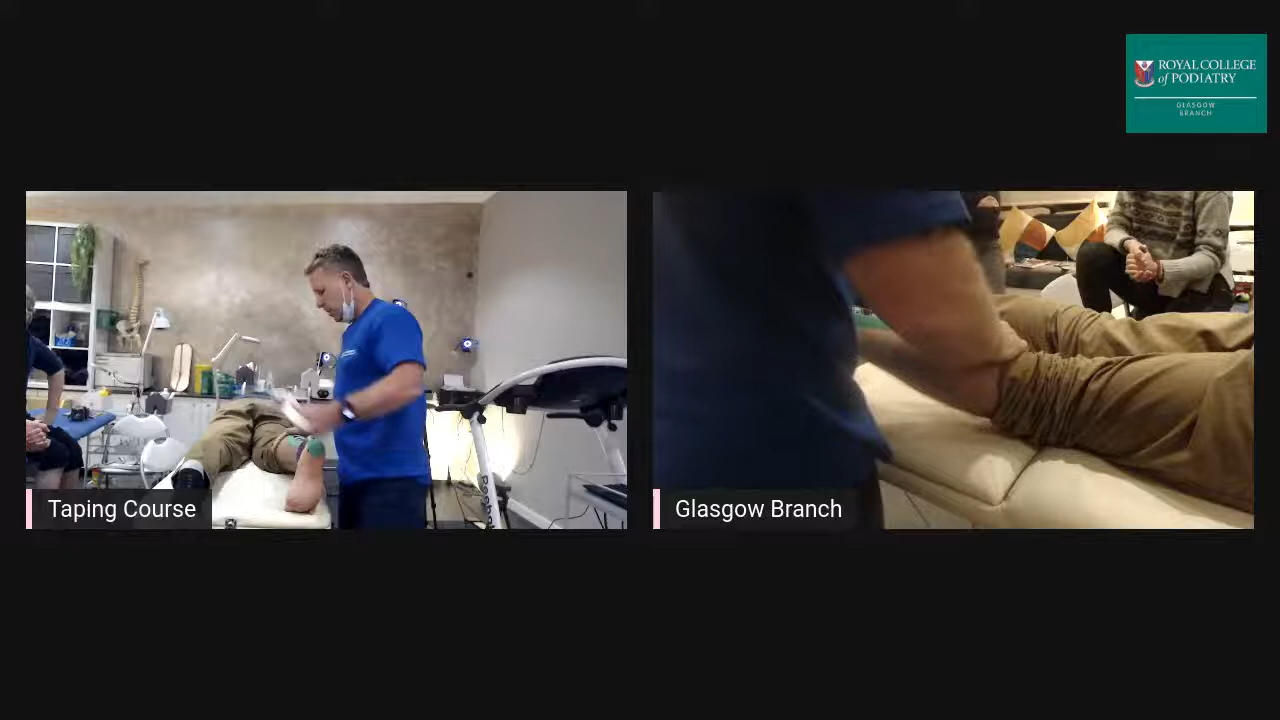 ROYAL COLLEGE
of PODIATRY
GLASGOW
BRANCH
Taping Course
Glasgow Branch